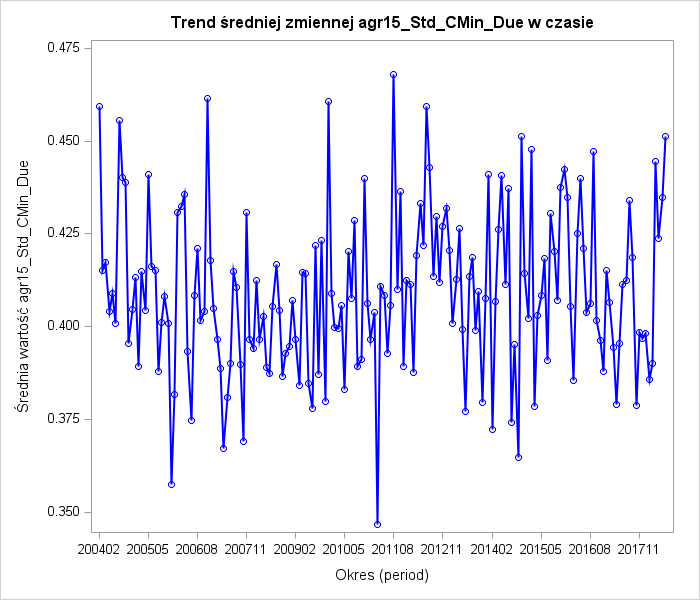 Trend średniej zmiennej agr15_Std_CMin_Due w czasie
0.475
0.450
0.425
0.400
0.375
0.350
Średnia wartość agr15_Std_CMin_Due
200402 200505 200608 200711 200902 201005 201108 201211 201402 201505 201608 201711
Okres (period)